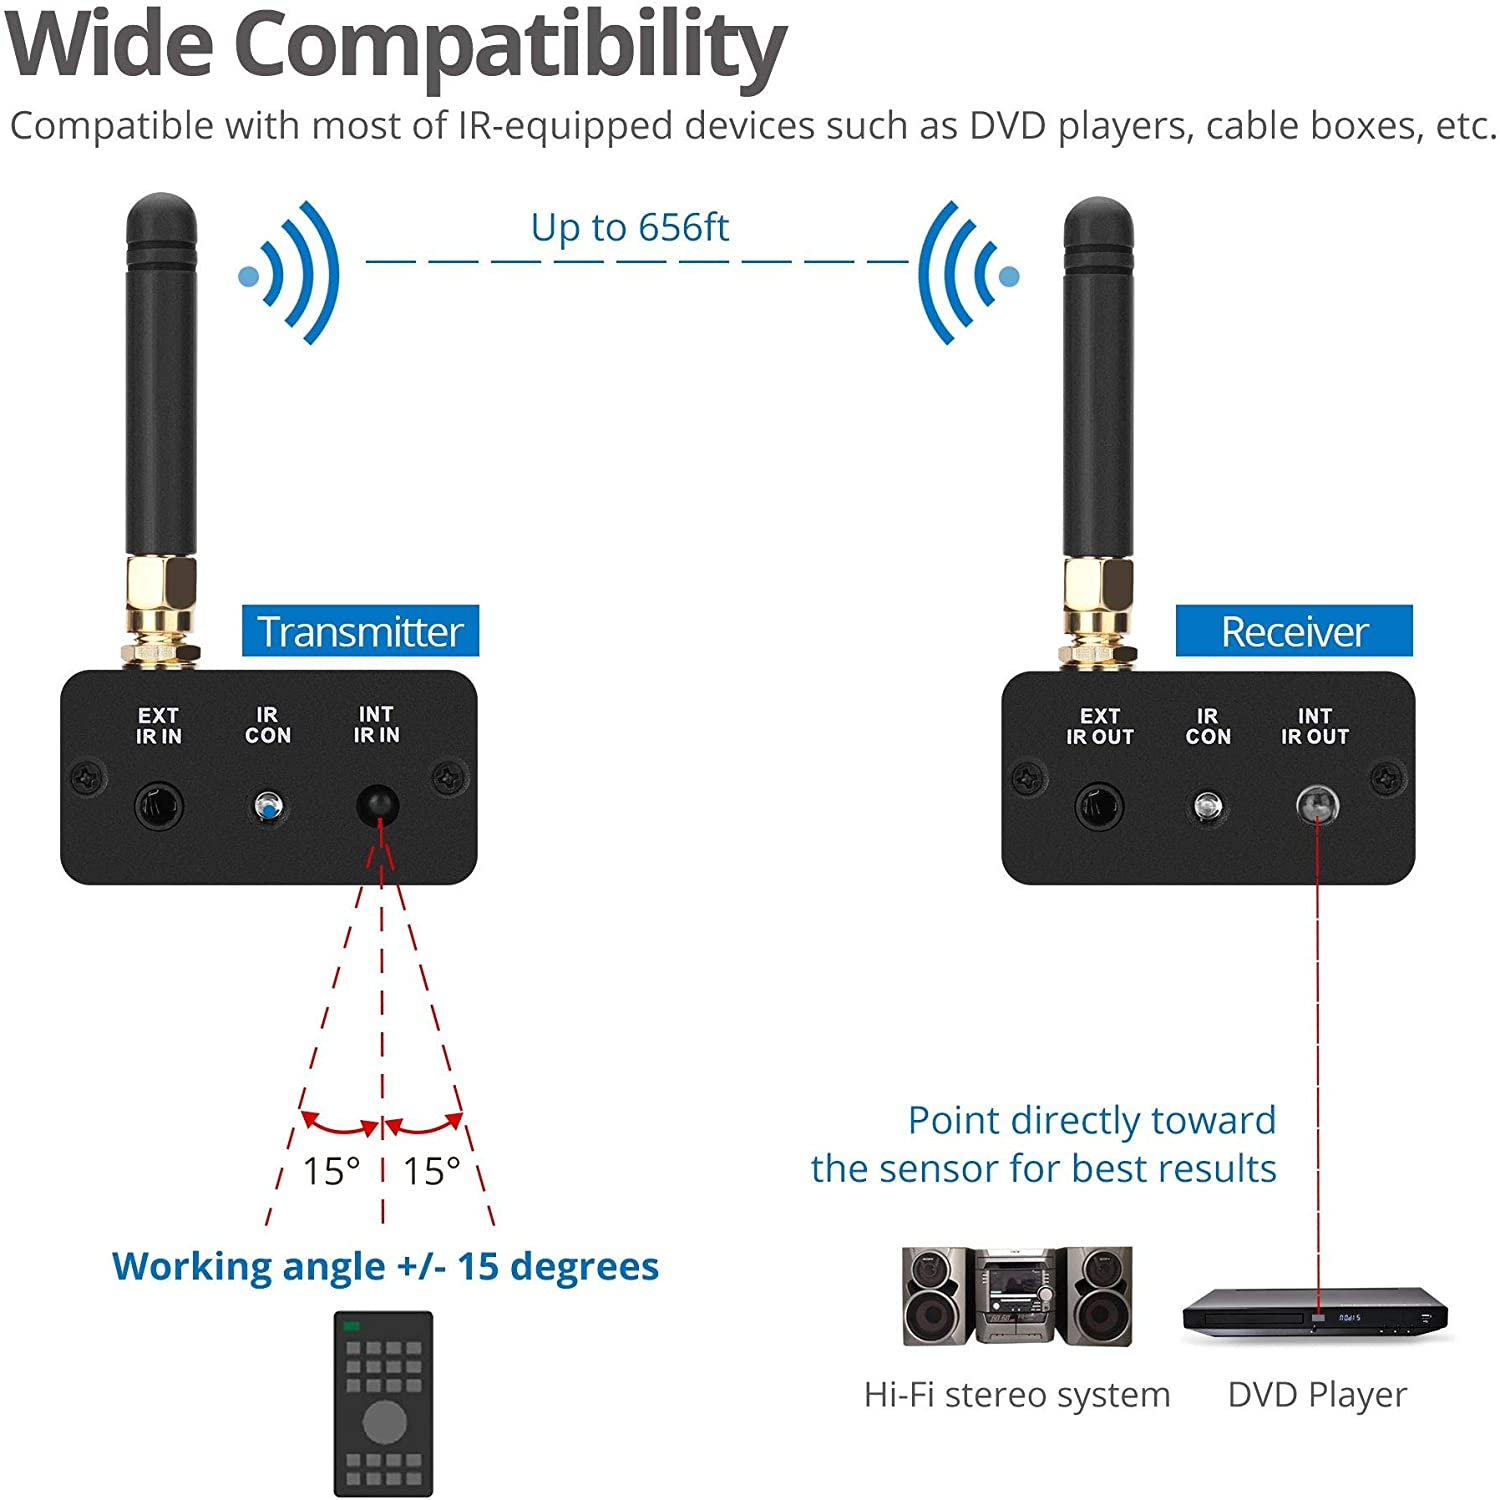 Wide Compatibility
Compatible with most of IR-equipped devices such as DVD players, cable boxes, etc.
Up to 656ft
Transmitter
EXT
IR IN
IR
CON
INT
IR IN
Receiver
EXT
IR OUT
IR
CON
INT
IR OUT
15°
15°
Working angle +/- 15 degrees
Point directly toward
the sensor for best results
Hi-Fi stereo system
DVD Player